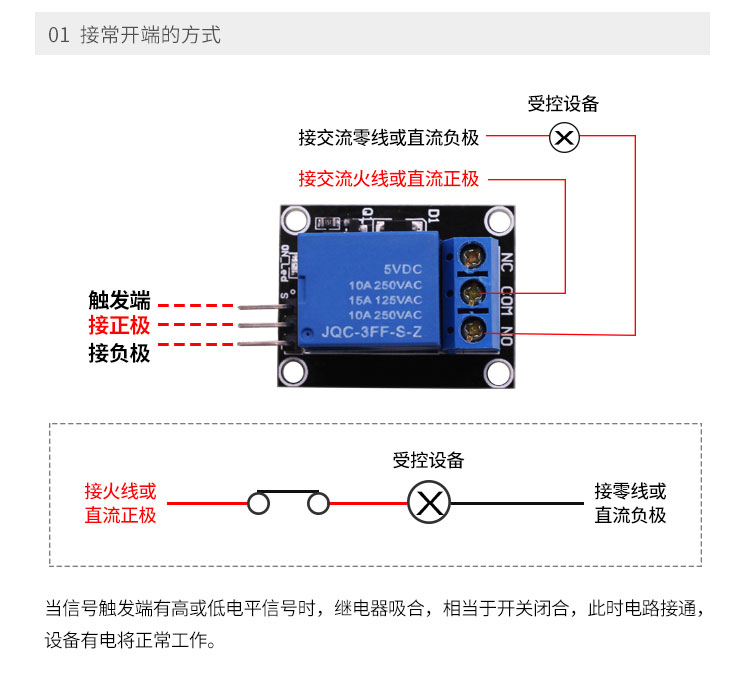 01 接常开端的方式
受控设备
接交流零线或直流负极
接交流火线或直流正极
Q1
D1
ON_Led
S
NC
COM
NO
5VDC
10A 250VAC
15A 125VAC
10A 250VAC
JQC-3FF-S-Z
触发端
接正极
接负极
受控设备
接火线或
直流正极
接零线或
直流负极
当信号触发端有高或低电平信号时，继电器吸合，相当于开关闭合，此时电路接通，
设备有电将正常工作。